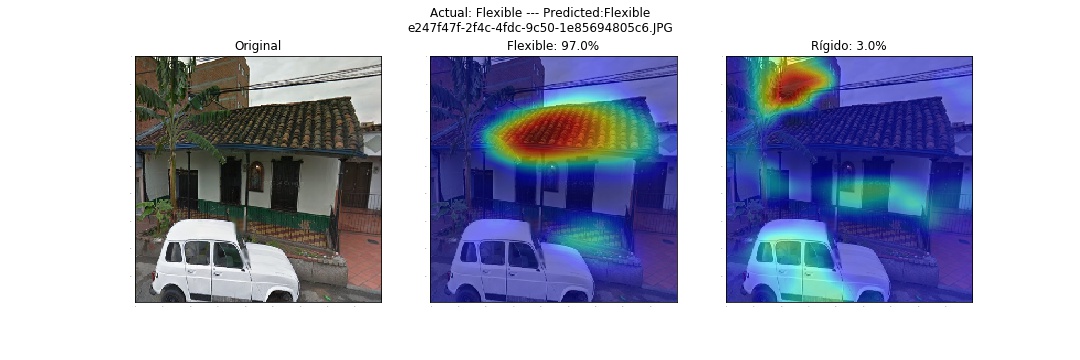 Actual: Flexible --- Predicted:Flexible
e247f47f-2f4c-4fdc-9c50-1e85694805c6.JPG
Original
Flexible: 97.0%
Rígido: 3.0%